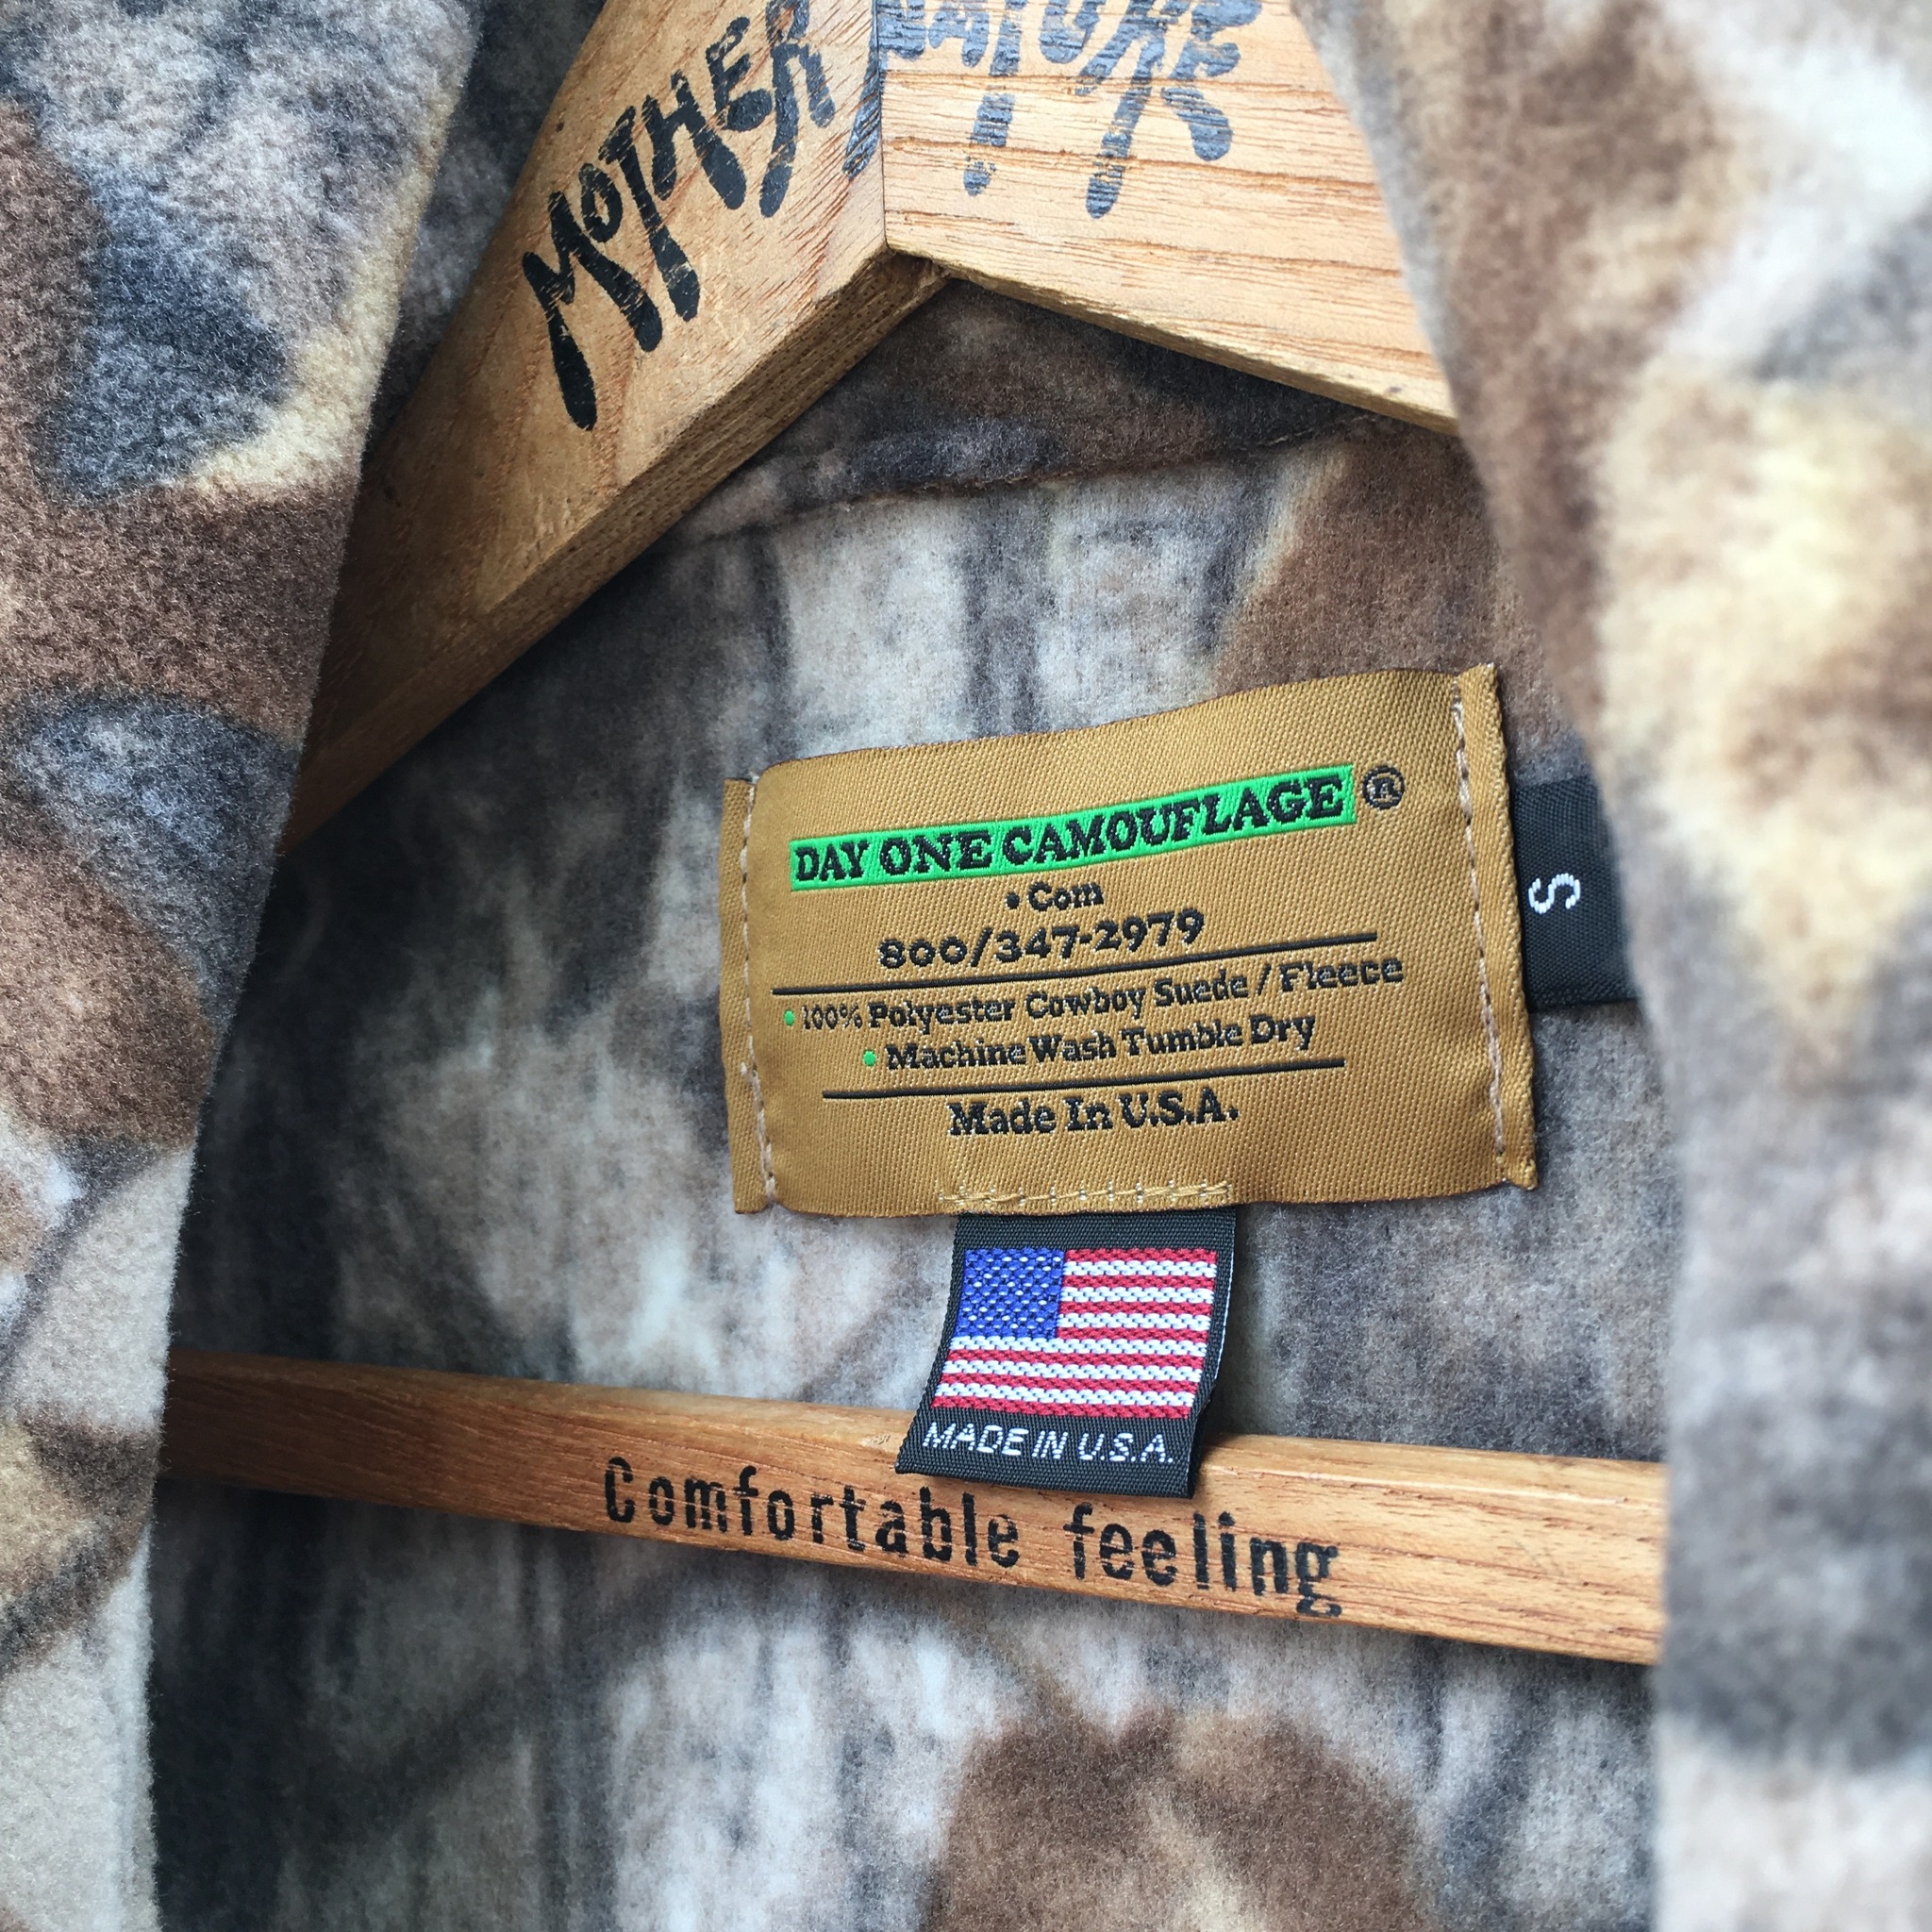 MOTHER NATURE
DAY ONE CAMOUFLAGE ®
• Com
800/347-2979
• 100% Polyester Cowboy Suede / Fleece
• Machine Wash Tumble Dry
Made In U.S.A.
S
MADE IN U.S.A.
Comfortable feeling